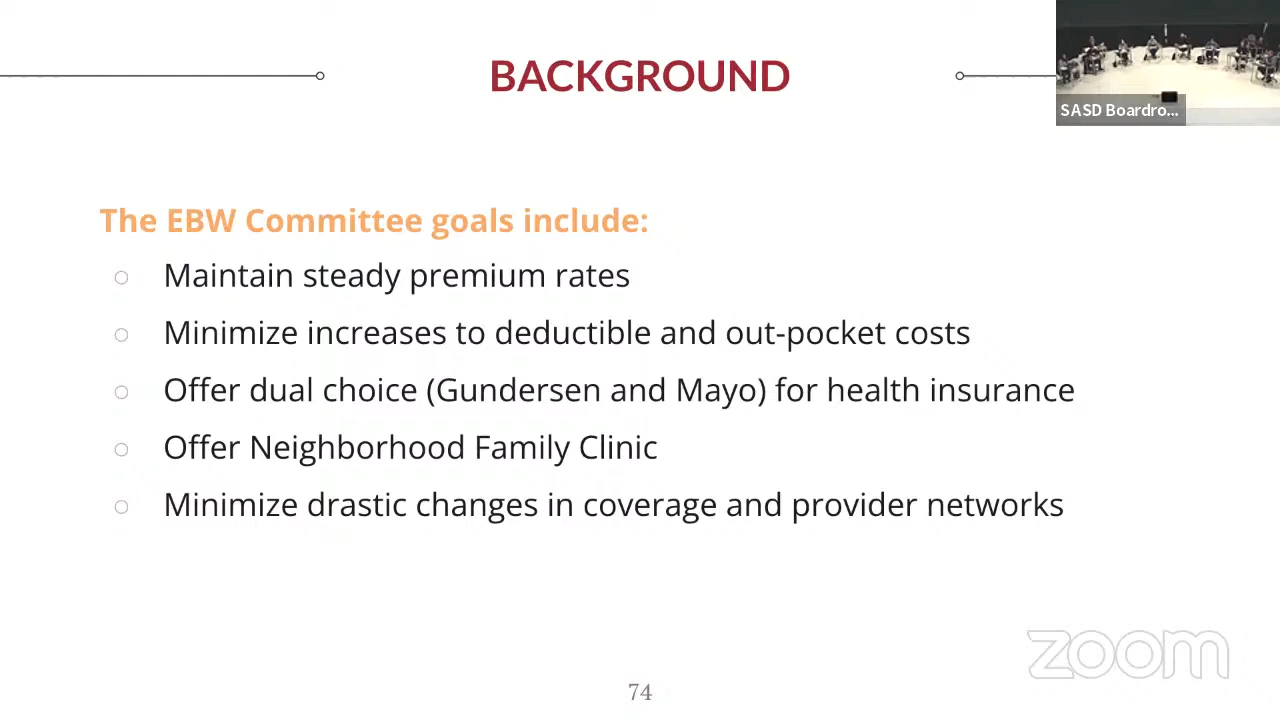 BACKGROUND
SASD Boardro...
The EBW Committee goals include:
Maintain steady premium rates
Minimize increases to deductible and out-pocket costs
Offer dual choice (Gundersen and Mayo) for health insurance
Offer Neighborhood Family Clinic
Minimize drastic changes in coverage and provider networks
zoom
74